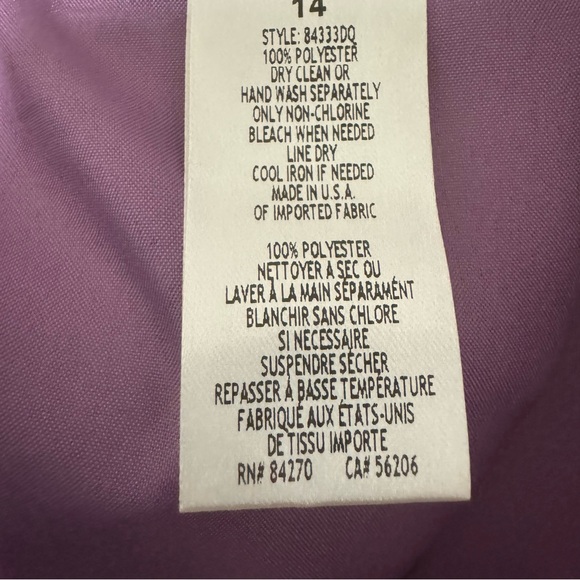 14
STYLE: 84333DQ
100% POLYESTER
DRY CLEAN OR
HAND WASH SEPARATELY
ONLY NON-CHLORINE
BLEACH WHEN NEEDED
LINE DRY
COOL IRON IF NEEDED
MADE IN U.S.A.
OF IMPORTED FABRIC
100% POLYESTER
NETTOYER A SEC OU
LAVER À LA MAIN SÉPARAMÉNT
BLANCHIR SANS CHLORE
SI NECESSAIRE
SUSPENDRE SÉCHER
REPASSER À BASSE TEMPÉRATURE
FABRIQUÉ AUX ÉTATS-UNIS
DE TISSU IMPORTE
RN# 84270 CA# 56206